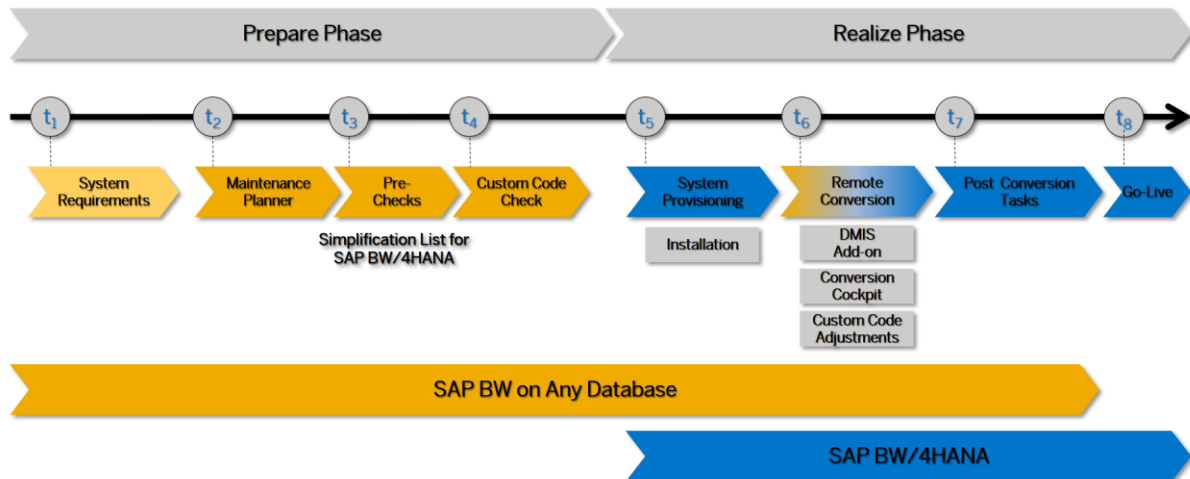 Prepare Phase
Realize Phase
t1
t2
t3
t4
t5
t6
t7
t8
System
Requirements
Maintenance
Planner
Pre-
Checks
Custom Code
Check
System
Provisioning
Remote
Conversion
Post Conversion
Tasks
Go-Live
Simplification List for
SAP BW/4HANA
Installation
DMIS
Add-on
Conversion
Cockpit
Custom Code
Adjustments
SAP BW on Any Database
SAP BW/4HANA